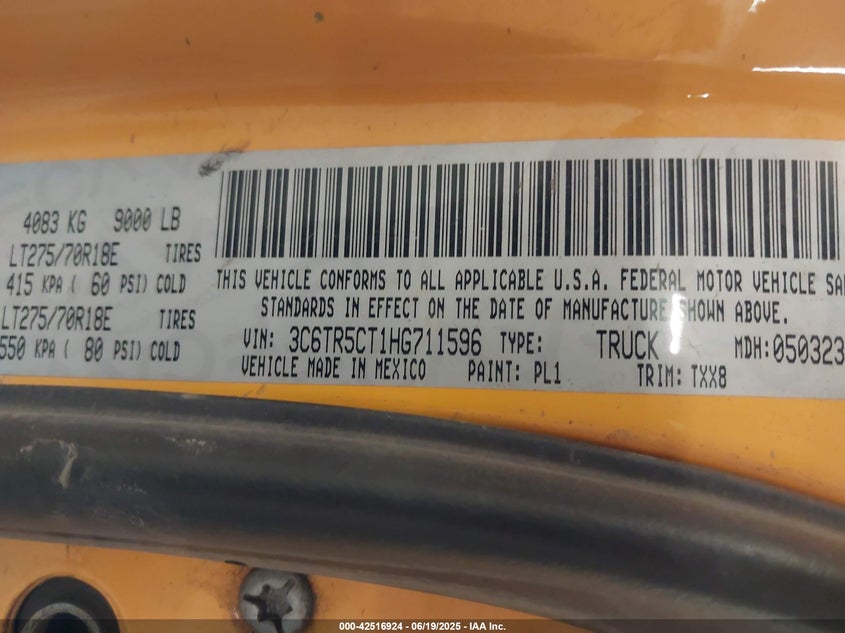 4083 KG 9000 LB
LT275/70R18E TIRES
415 KPA ( 60 PSI) COLD
LT275/70R18E TIRES
550 KPA ( 80 PSI) COLD
THIS VEHICLE CONFORMS TO ALL APPLICABLE U.S.A. FEDERAL MOTOR VEHICLE SA
STANDARDS IN EFFECT ON THE DATE OF MANUFACTURE SHOWN ABOVE.
VIN: 3C6TR5CT1HG711596 TYPE: TRUCK MDH:050323
VEHICLE MADE IN MEXICO PAINT: PL1 TRIM: TXX8
000-42516924 / 06/19/2025 - IAA Inc.